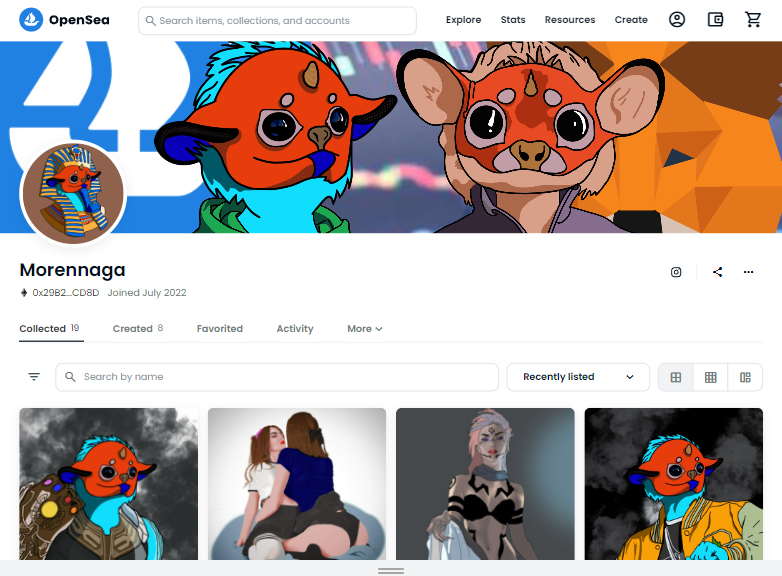 OpenSea
Search items, collections, and accounts
Explore Stats Resources Create
Morennaga
0x29B2...CD8D Joined July 2022
Collected 19 Created 8 Favorited Activity More
Search by name
Recently listed